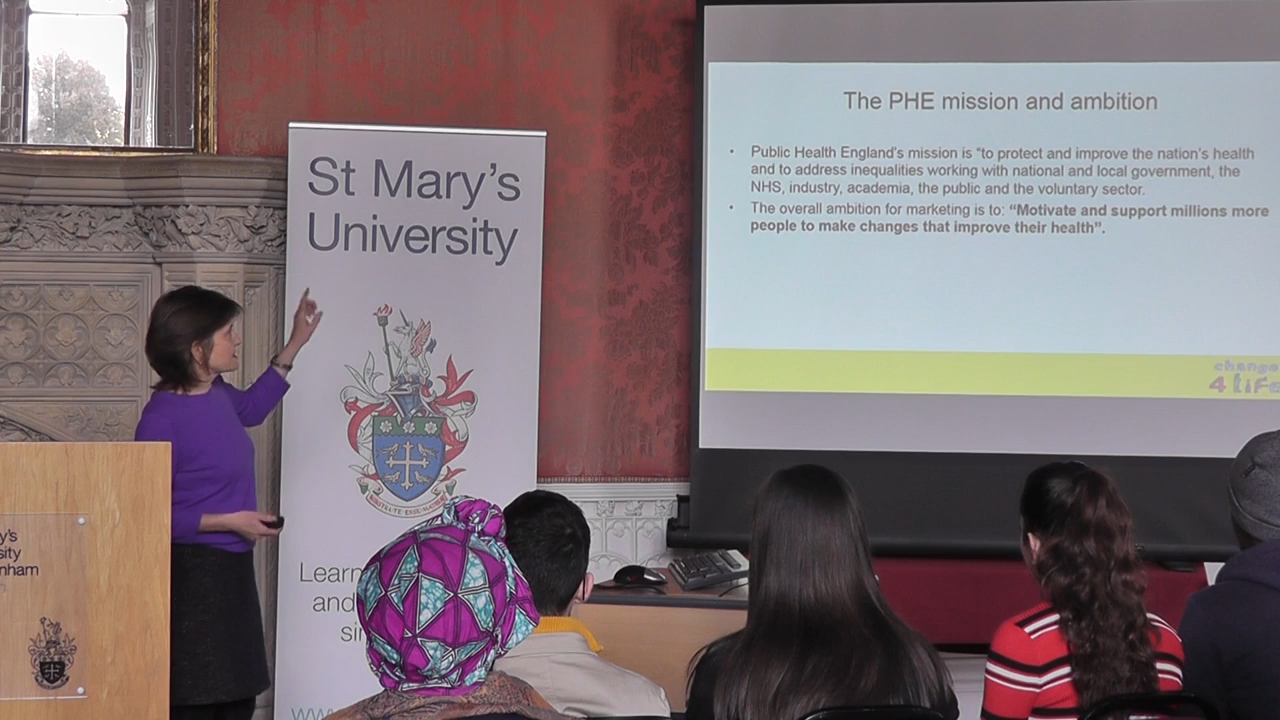 St Mary's
University
Learn
and
The PHE mission and ambition
• Public Health England's mission is "to protect and improve the nation's health
and to address inequalities working with national and local government, the
NHS, industry, academia, the public and the voluntary sector.
• The overall ambition for marketing is to: "Motivate and support millions more
people to make changes that improve their health".
change
4 LiFe
y's
sity
nham